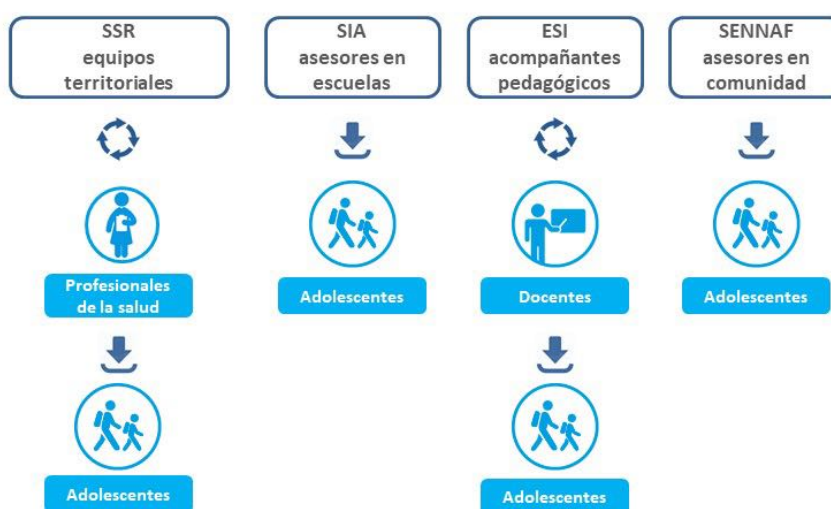 SSR
equipos
territoriales
SIA
asesores en
escuelas
ESI
acompañantes
pedagógicos
SENNAF
asesores en
comunidad
Profesionales
de la salud
Adolescentes
Docentes
Adolescentes
Adolescentes
Adolescentes